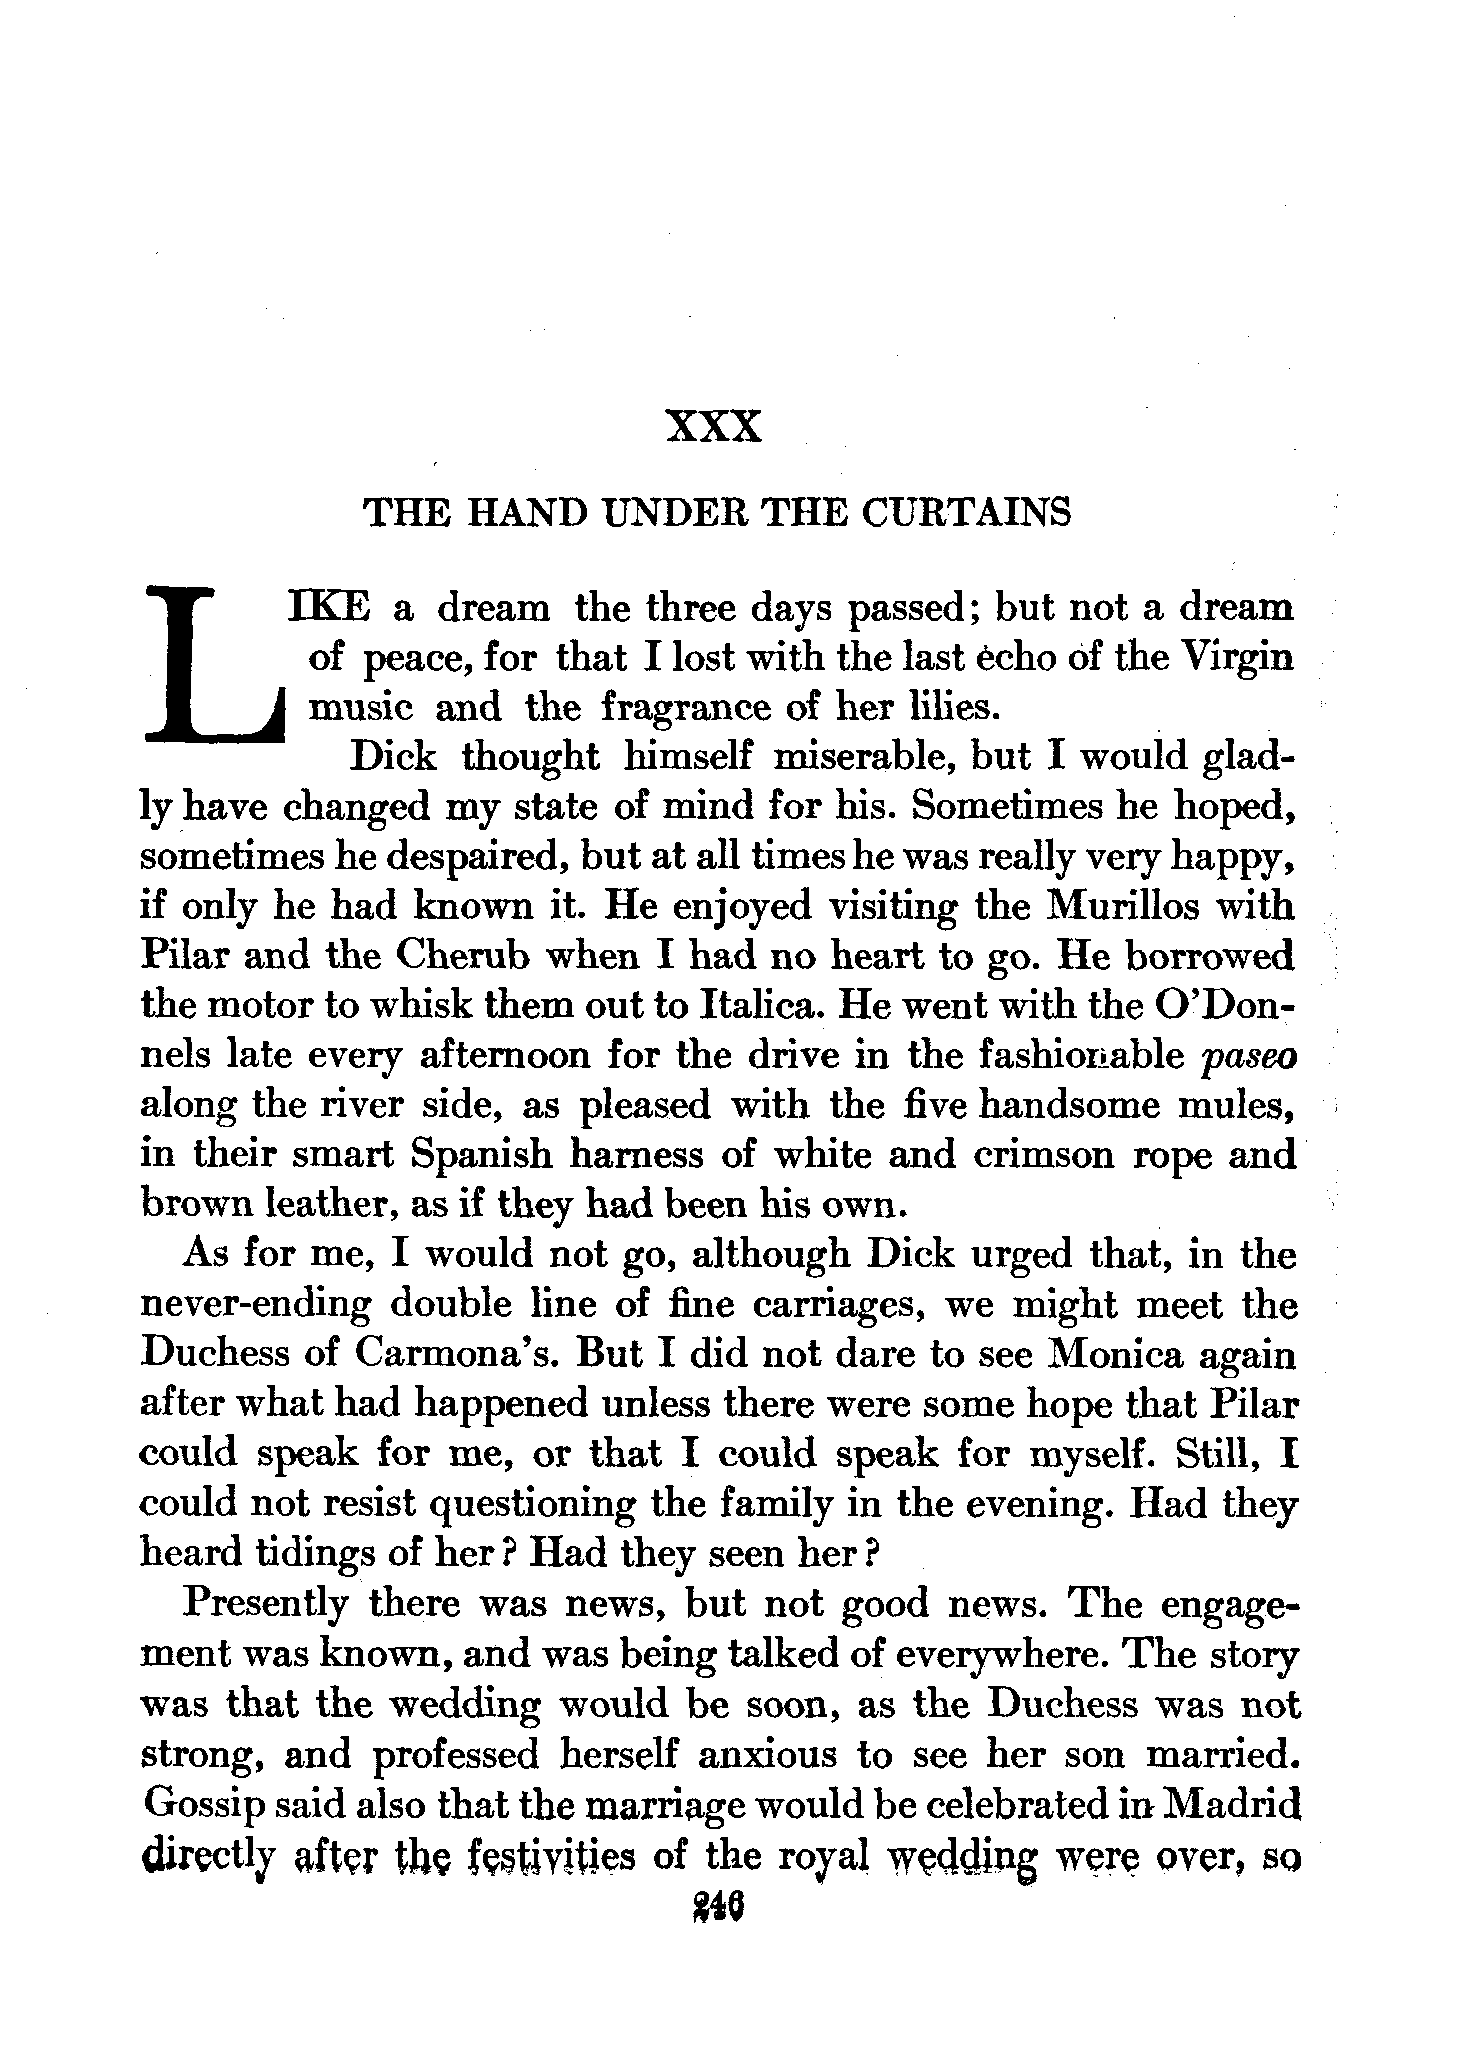 XXX
THE HAND UNDER THE CURTAINS
LIKE a dream the three days passed; but not a dream
of peace, for that I lost with the last echo of the Virgin
music and the fragrance of her lilies.
Dick thought himself miserable, but I would glad-
ly have changed my state of mind for his. Sometimes he hoped,
sometimes he despaired, but at all times he was really very happy,
if only he had known it. He enjoyed visiting the Murillos with
Pilar and the Cherub when I had no heart to go. He borrowed
the motor to whisk them out to Italica. He went with the O'Don-
nels late every afternoon for the drive in the fashionable paseo
along the river side, as pleased with the five handsome mules,
in their smart Spanish harness of white and crimson rope and
brown leather, as if they had been his own.
As for me, I would not go, although Dick urged that, in the
never-ending double line of fine carriages, we might meet the
Duchess of Carmona's. But I did not dare to see Monica again
after what had happened unless there were some hope that Pilar
could speak for me, or that I could speak for myself. Still, I
could not resist questioning the family in the evening. Had they
heard tidings of her? Had they seen her?
Presently there was news, but not good news. The engage-
ment was known, and was being talked of everywhere. The story
was that the wedding would be soon, as the Duchess was not
strong, and professed herself anxious to see her son married.
Gossip said also that the marriage would be celebrated in Madrid
directly after the festivities of the royal wedding were over, so
246